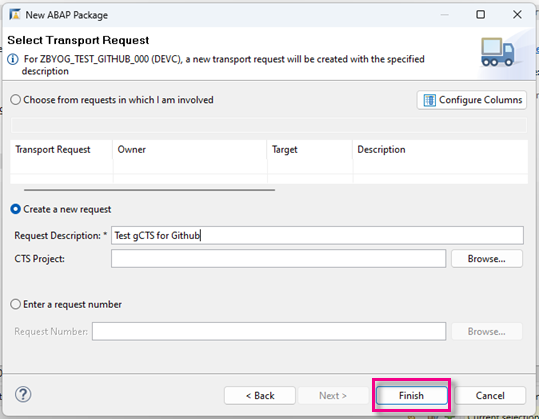 New ABAP Package
Select Transport Request
For ZBYOG_TEST_GITHUB_000 (DEVC), a new transport request will be created with the specified
description
Choose from requests in which I am involved
Configure Columns
Transport Request Owner Target Description
Create a new request
Request Description: * Test gCTS for Github
CTS Project: Browse...
Enter a request number
Request Number: Browse...
? < Back Next > Finish Cancel
Current selection